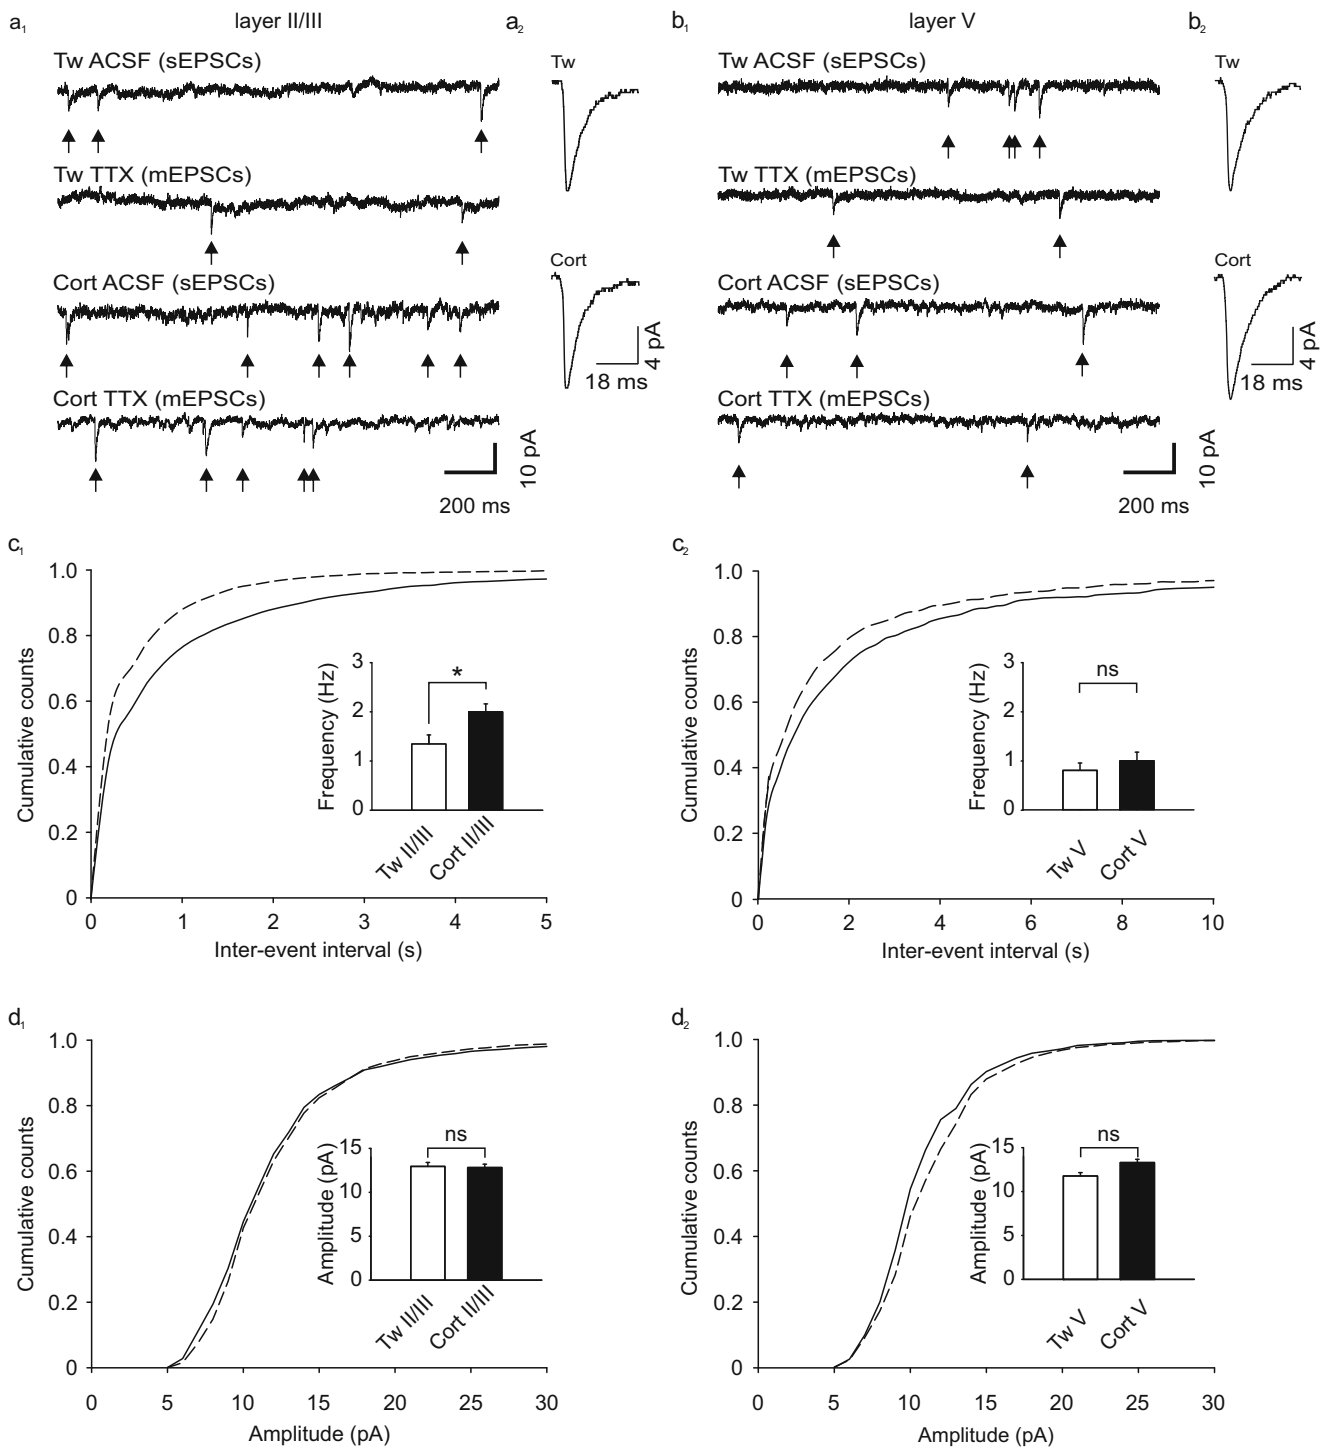 a1
layer II/III
a2
b1
layer V
b2
Tw ACSF (sEPSCs)
Tw
Tw ACSF (sEPSCs)
Tw
Tw TTX (mEPSCs)
Tw TTX (mEPSCs)
Cort ACSF (sEPSCs)
Cort
Cort ACSF (sEPSCs)
Cort
4 pA
18 ms
4 pA
18 ms
Cort TTX (mEPSCs)
Cort TTX (mEPSCs)
10 pA
200 ms
10 pA
200 ms
c1
Cumulative counts
1.0
0.8
0.6
0.4
0.2
0
0 1 2 3 4 5
Inter-event interval (s)
Frequency (Hz)
3
2
1
0
*
Tw II/III
Cort II/III
c2
Cumulative counts
1.0
0.8
0.6
0.4
0.2
0
0 2 4 6 8 10
Inter-event interval (s)
Frequency (Hz)
3
2
1
0
ns
Tw V
Cort V
d1
Cumulative counts
1.0
0.8
0.6
0.4
0.2
0
0 5 10 15 20 25 30
Amplitude (pA)
Amplitude (pA)
15
10
5
0
ns
Tw II/III
Cort II/III
d2
Cumulative counts
1.0
0.8
0.6
0.4
0.2
0
0 5 10 15 20 25 30
Amplitude (pA)
Amplitude (pA)
15
10
5
0
ns
Tw V
Cort V